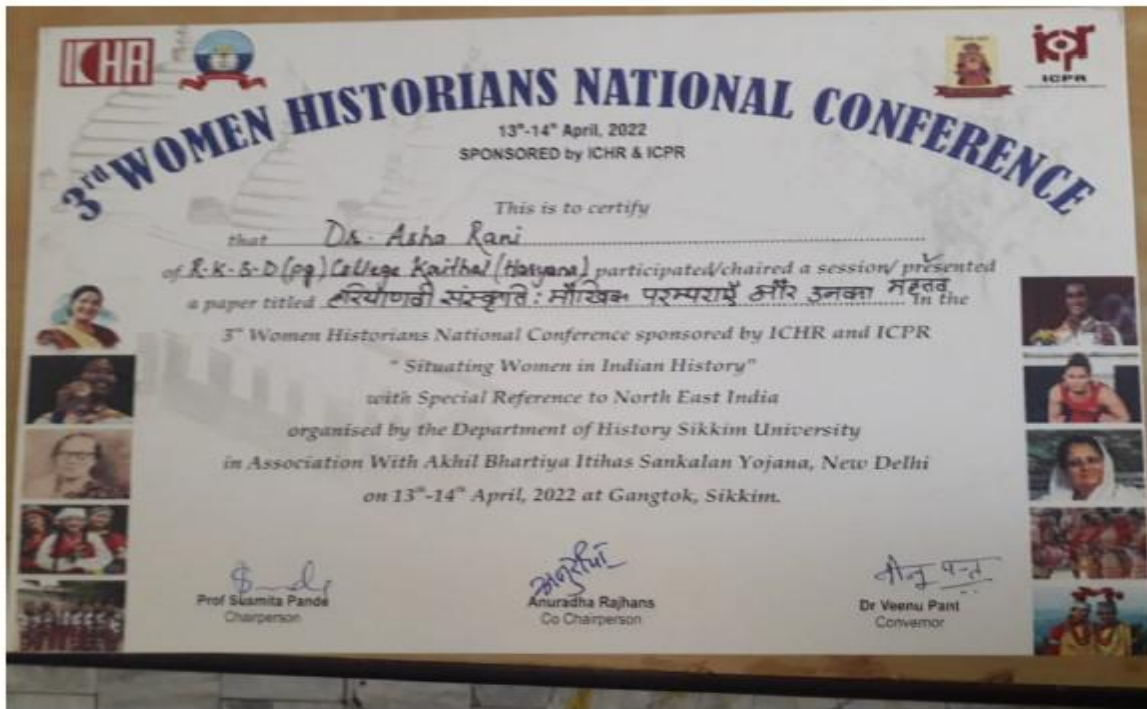 ICHR
ICPR
3rd WOMEN HISTORIANS NATIONAL CONFERENCE
13th-14th April, 2022
SPONSORED by ICHR & ICPR
This is to certify
that Dr. Asha Rani
of R.K.S.D (pg) College Kaithal (Haryana) participated/chaired a session/presented
a paper titled हरियाणवी संस्कृति : मौखिक परम्पराएँ और उनका महत्व in the
3rd Women Historians National Conference sponsored by ICHR and ICPR
" Situating Women in Indian History"
with Special Reference to North East India
organised by the Department of History Sikkim University
in Association With Akhil Bhartiya Itihas Sankalan Yojana, New Delhi
on 13th-14th April, 2022 at Gangtok, Sikkim.
अनुराधा
वीनू पन्त
Prof Susmita Pande
Anuradha Rajhans
Dr Veenu Pant
Chairperson
Co Chairperson
Convernor